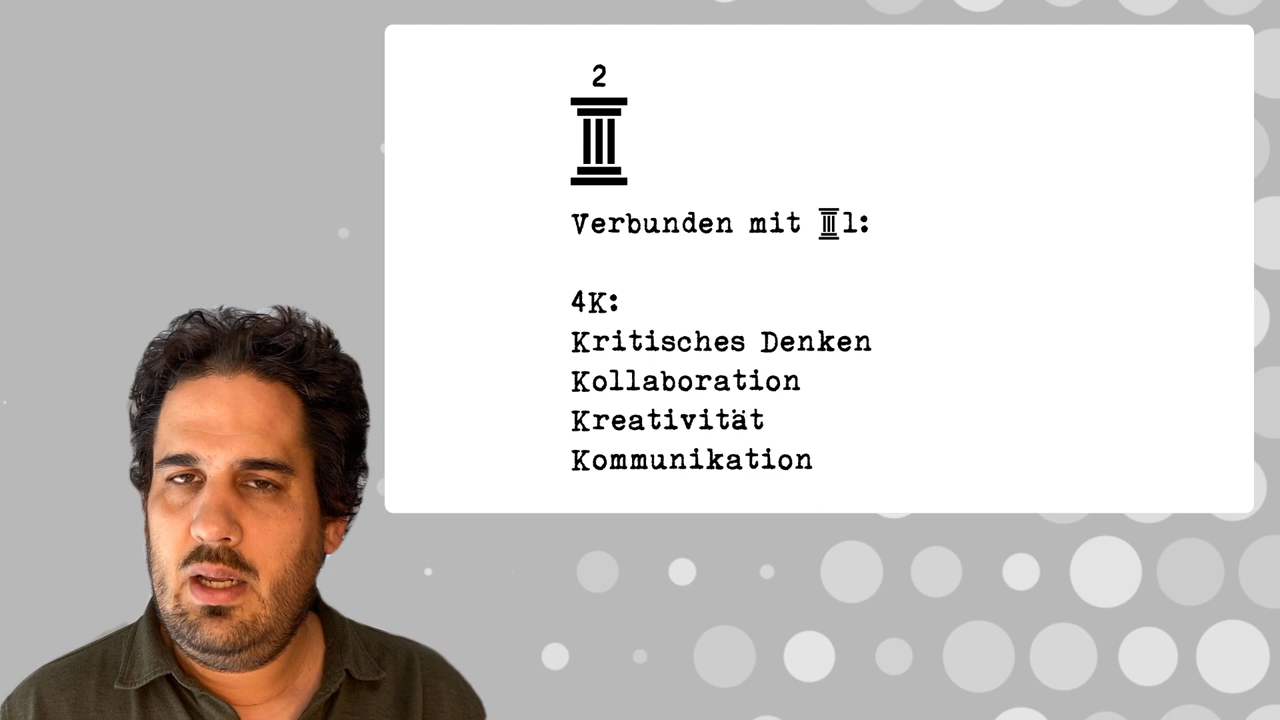 2
Verbunden mit 1:
4K:
Kritisches Denken
Kollaboration
Kreativität
Kommunikation